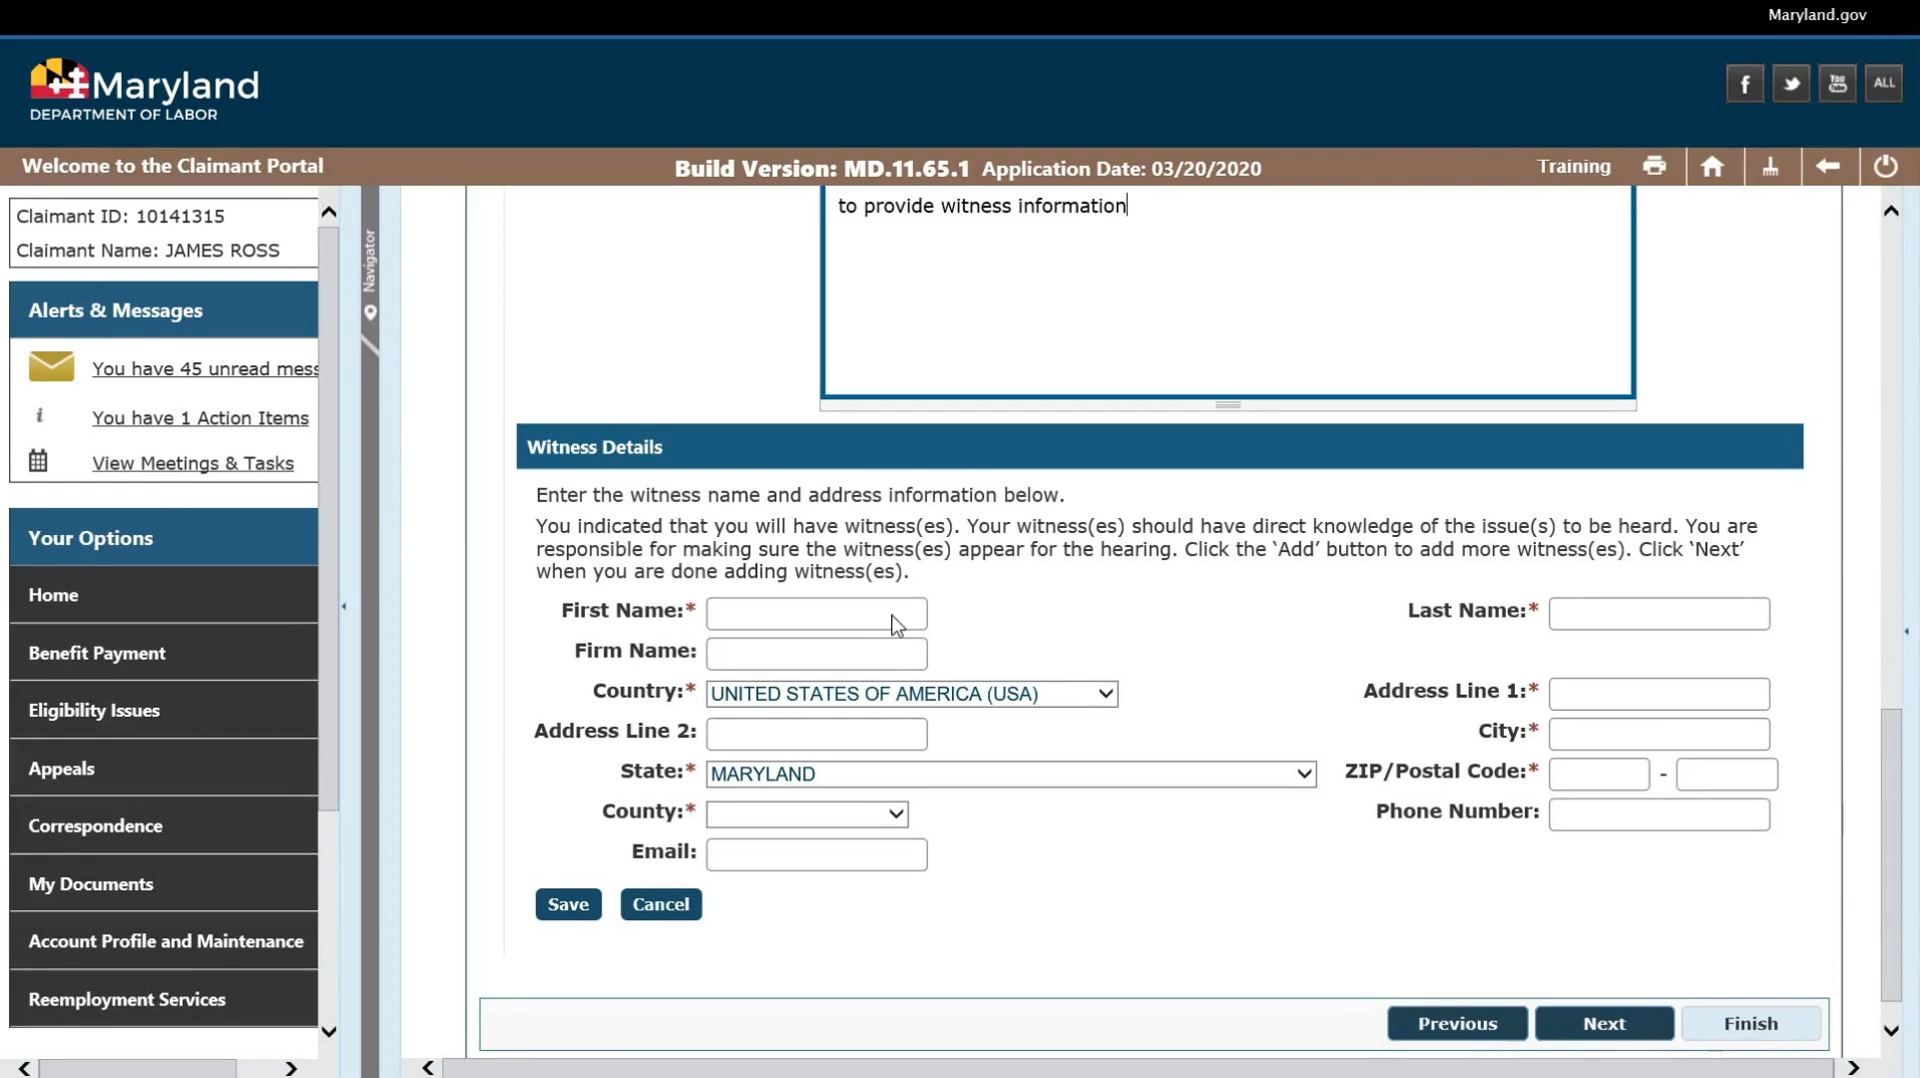 Maryland.gov
Maryland
DEPARTMENT OF LABOR
f
You
ALL
Welcome to the Claimant Portal
Build Version: MD.11.65.1 Application Date: 03/20/2020
Training
Claimant ID: 10141315
Claimant Name: JAMES ROSS
Alerts & Messages
You have 45 unread mess
i
You have 1 Action Items
View Meetings & Tasks
Your Options
Home
Benefit Payment
Eligibility Issues
Appeals
Correspondence
My Documents
Account Profile and Maintenance
Reemployment Services
Navigator
to provide witness information
Witness Details
Enter the witness name and address information below.
You indicated that you will have witness(es). Your witness(es) should have direct knowledge of the issue(s) to be heard. You are
responsible for making sure the witness(es) appear for the hearing. Click the ‘Add’ button to add more witness(es). Click ‘Next’
when you are done adding witness(es).
First Name:*
Last Name:*
Firm Name:
Country:* UNITED STATES OF AMERICA (USA)
Address Line 1:*
Address Line 2:
City:*
State:* MARYLAND
ZIP/Postal Code:* -
County:*
Phone Number:
Email:
Save Cancel
Previous Next Finish